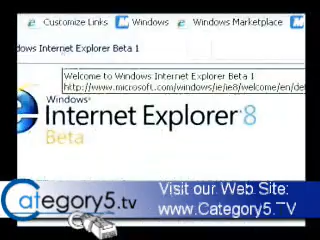 Customize Links Windows Windows Marketplace
dows Internet Explorer Beta 1
Welcome to Windows Internet Explorer Beta 1
http://www.microsoft.com/windows/ie/ie8/welcome/en/de
Windows®
Internet Explorer 8
Beta
Category5.tv
Visit our Web Site:
www.Category5.TV